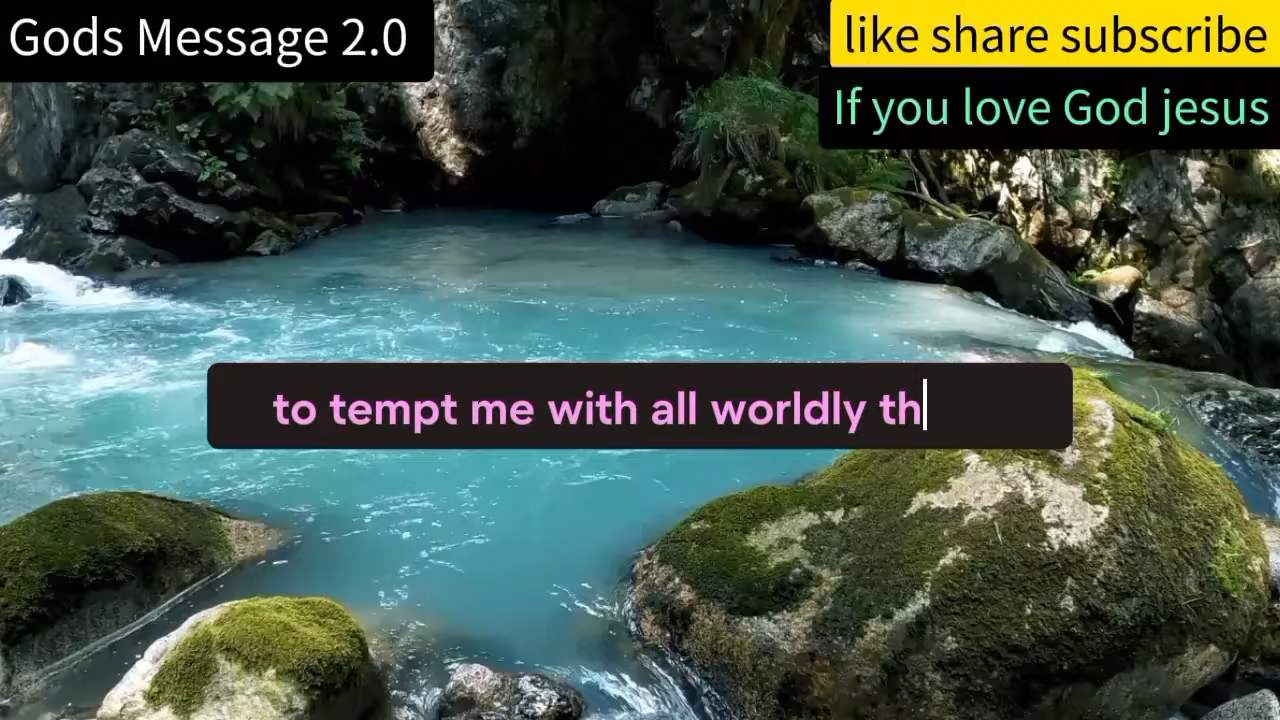 Gods Message 2.0
like share subscribe
If you love God jesus
to tempt me with all worldly th